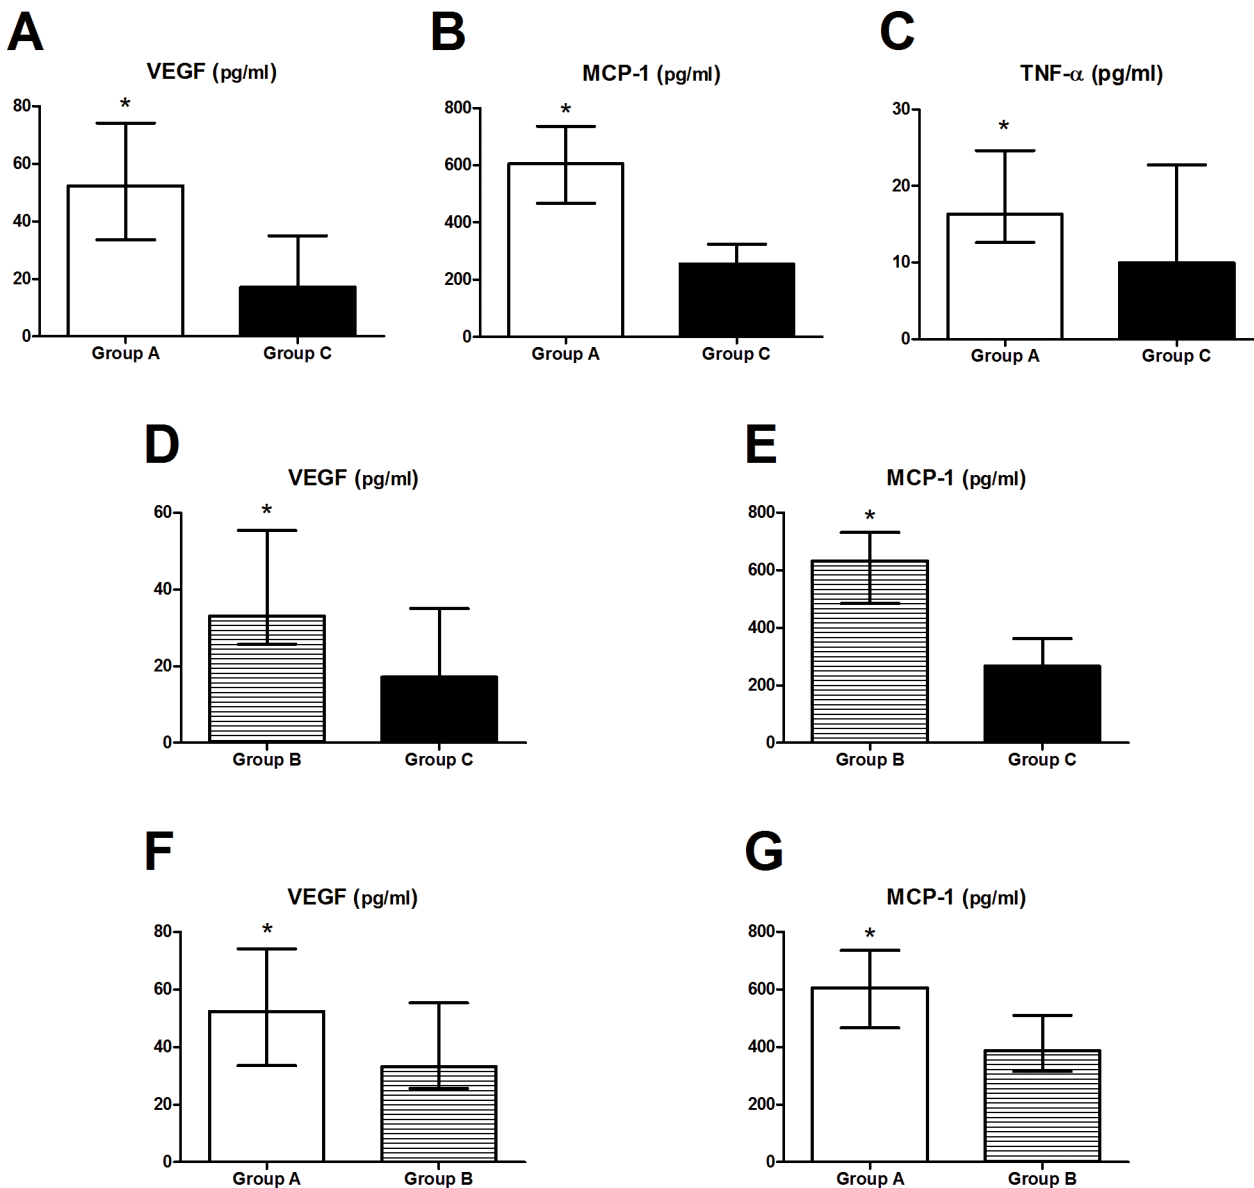 A
VEGF (pg/ml)
*
80
60
40
20
0
Group A
Group C
B
MCP-1 (pg/ml)
*
800
600
400
200
0
Group A
Group C
C
TNF-α (pg/ml)
*
30
20
10
0
Group A
Group C
D
VEGF (pg/ml)
*
60
40
20
0
Group B
Group C
E
MCP-1 (pg/ml)
*
800
600
400
200
0
Group B
Group C
F
VEGF (pg/ml)
*
80
60
40
20
0
Group A
Group B
G
MCP-1 (pg/ml)
*
800
600
400
200
0
Group A
Group B